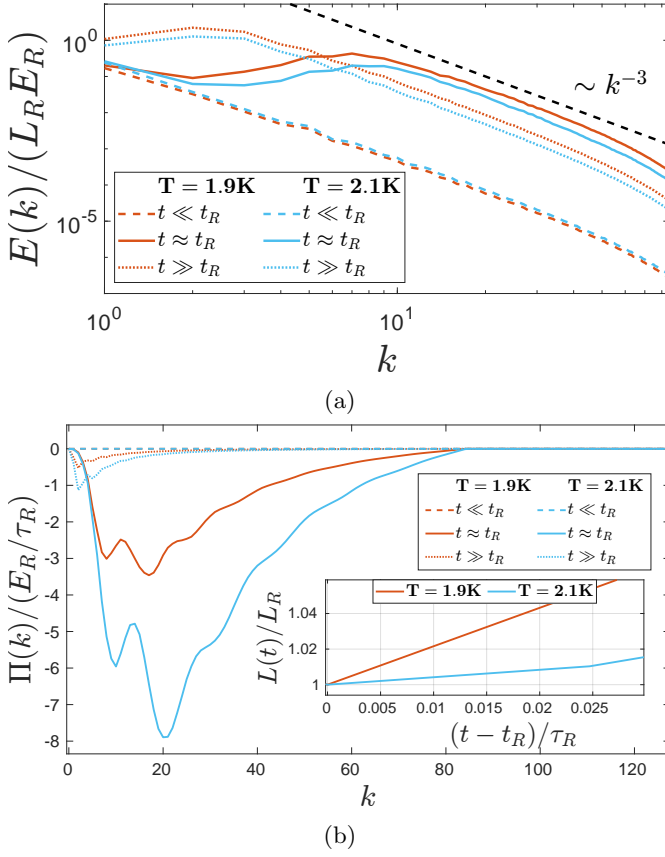 E(k)/(L_R E_R)
10^0
10^{-5}
∼ k^{-3}
T = 1.9K T = 2.1K
t ≪ t_R t ≪ t_R
t ≈ t_R t ≈ t_R
t ≫ t_R t ≫ t_R
10^0 10^1
k
(a)
Π(k)/(E_R/τ_R)
0
-1
-2
-3
-4
-5
-6
-7
-8
T = 1.9K T = 2.1K
t ≪ t_R t ≪ t_R
t ≈ t_R t ≈ t_R
t ≫ t_R t ≫ t_R
L(t)/L_R
T = 1.9K T = 2.1K
1.04
1.02
1
0 0.005 0.01 0.015 0.02 0.025
(t − t_R)/τ_R
0 20 40 60 80 100 120
k
(b)